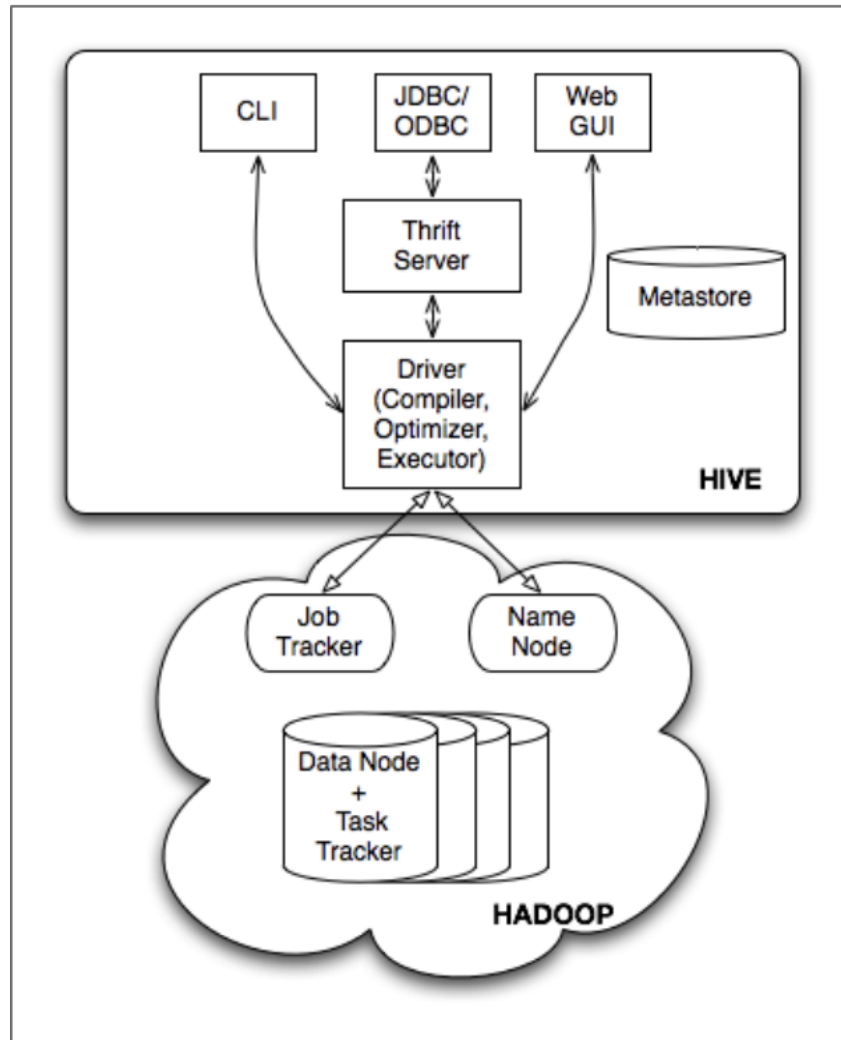 CLI
JDBC/
ODBC
Web
GUI
Thrift
Server
Metastore
Driver
(Compiler,
Optimizer,
Executor)
HIVE
Job
Tracker
Name
Node
Data Node
+
Task
Tracker
HADOOP